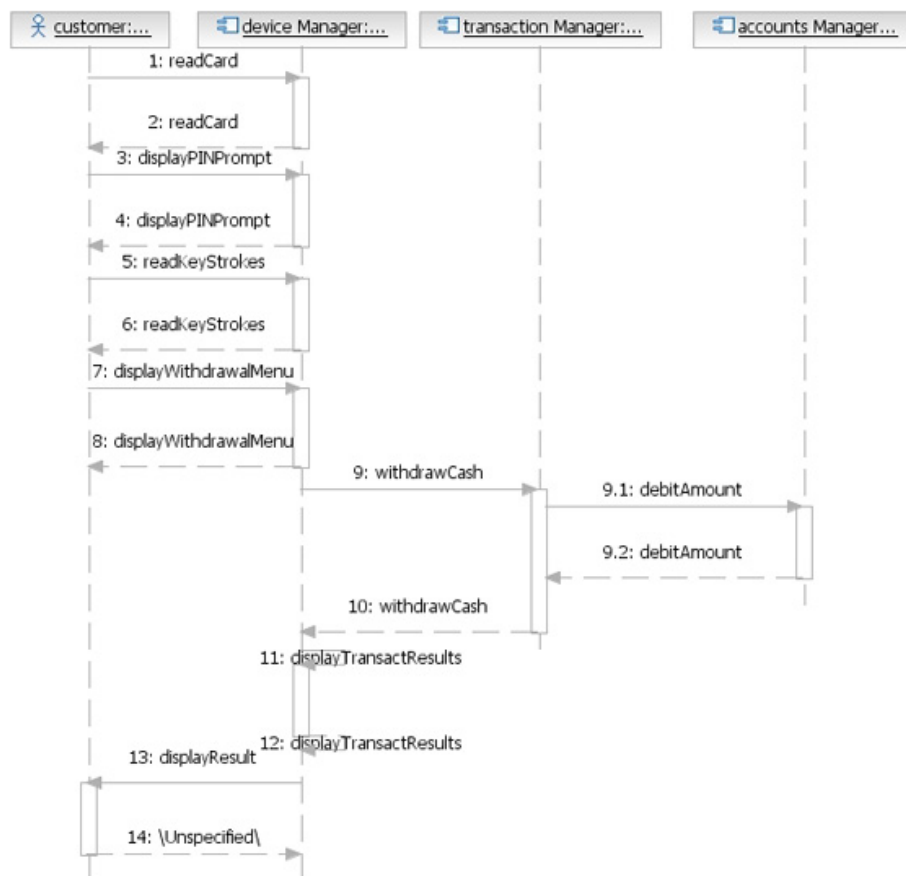 customer:...
device Manager:...
transaction Manager:...
accounts Manager...
1: readCard
2: readCard
3: displayPINPrompt
4: displayPINPrompt
5: readKeyStrokes
6: readKeyStrokes
7: displayWithdrawalMenu
8: displayWithdrawalMenu
9: withdrawCash
9.1: debitAmount
9.2: debitAmount
10: withdrawCash
11: displayTransactResults
12: displayTransactResults
13: displayResult
14: \Unspecified\